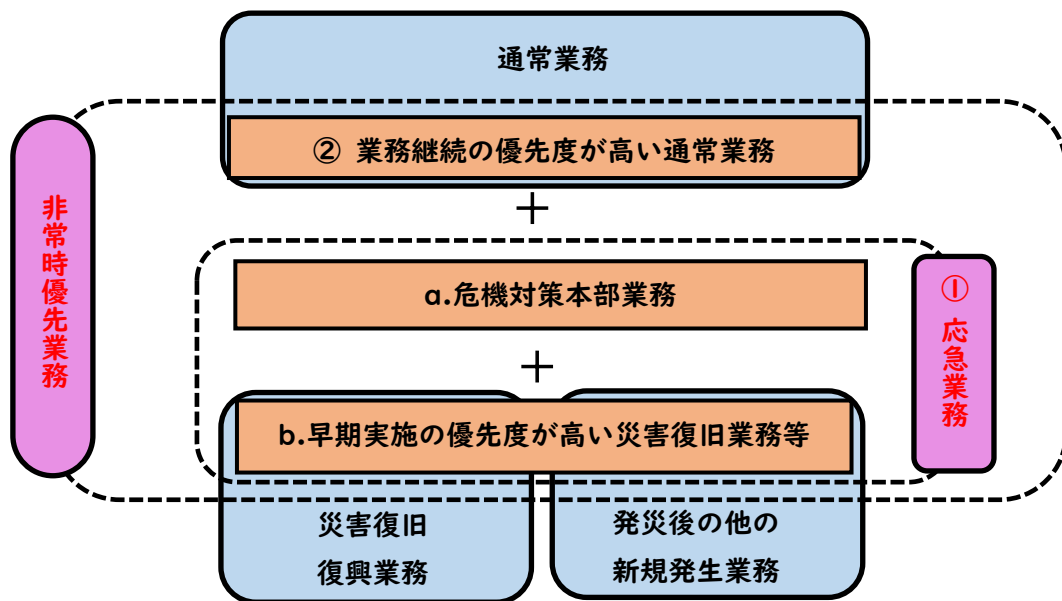 通常業務
② 業務継続の優先度が高い通常業務
＋
非常時優先業務
a.危機対策本部業務
① 応急業務
＋
b.早期実施の優先度が高い災害復旧業務等
災害復旧
復興業務
発災後の他の
新規発生業務